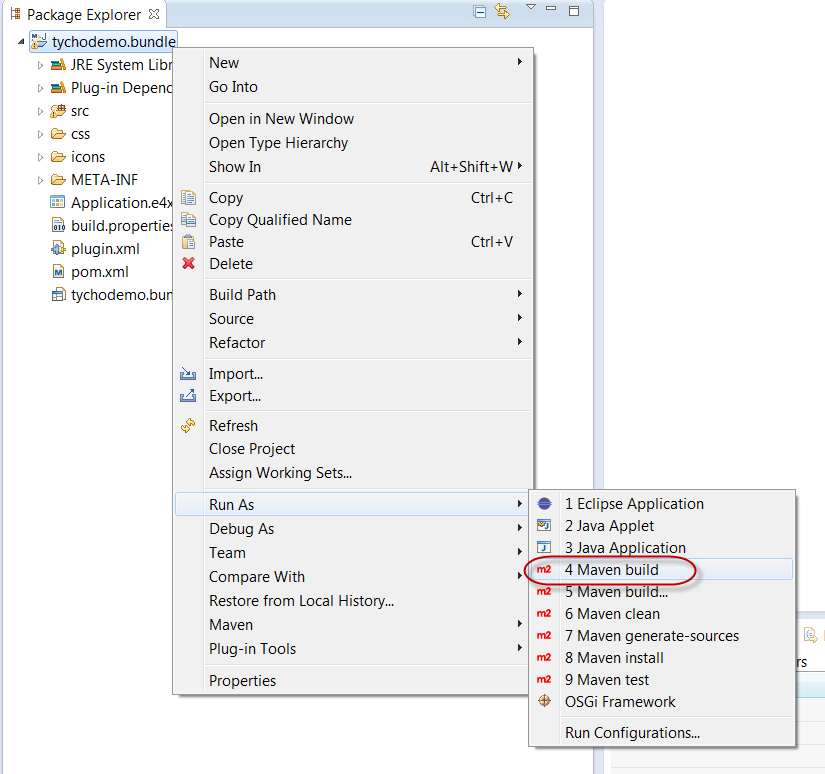 Package Explorer
tychodemo.bundle
JRE System Libr
Plug-in Depend
src
css
icons
META-INF
Application.e4x
build.properties
plugin.xml
pom.xml
tychodemo.bun
New
Go Into
Open in New Window
Open Type Hierarchy
Show In Alt+Shift+W
Copy Ctrl+C
Copy Qualified Name
Paste Ctrl+V
Delete
Build Path
Source
Refactor
Import...
Export...
Refresh
Close Project
Assign Working Sets...
Run As
Debug As
Team
Compare With
Restore from Local History...
Maven
Plug-in Tools
Properties
1 Eclipse Application
2 Java Applet
3 Java Application
m2 4 Maven build
m2 5 Maven build...
m2 6 Maven clean
m2 7 Maven generate-sources
m2 8 Maven install
m2 9 Maven test
OSGi Framework
Run Configurations...
rs